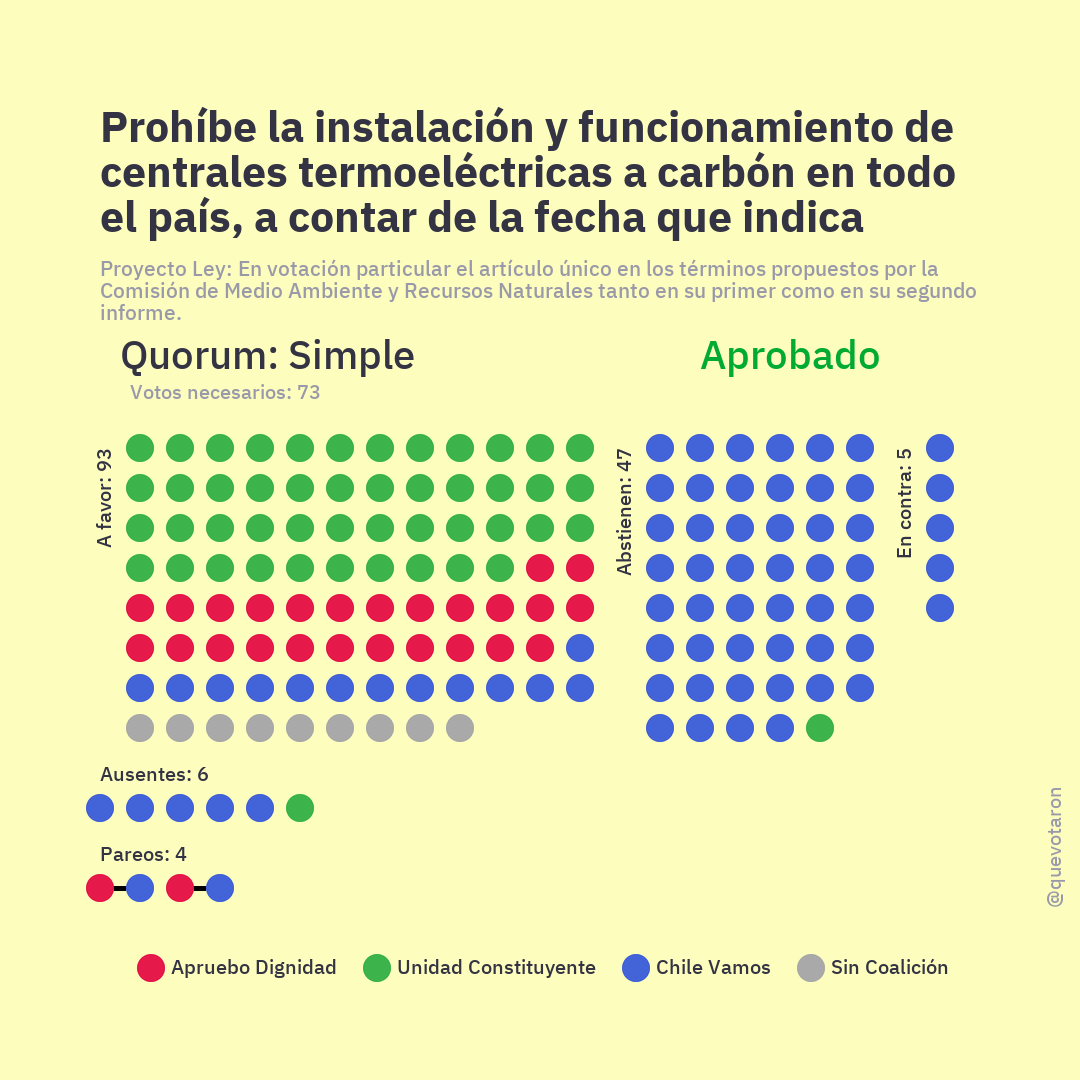 Prohíbe la instalación y funcionamiento de
centrales termoeléctricas a carbón en todo
el país, a contar de la fecha que indica
Proyecto Ley: En votación particular el artículo único en los términos propuestos por la
Comisión de Medio Ambiente y Recursos Naturales tanto en su primer como en su segundo
informe.
Quorum: Simple
Aprobado
Votos necesarios: 73
A favor: 93
Abstienen: 47
En contra: 5
Ausentes: 6
Pareos: 4
@quevotaron
Apruebo Dignidad
Unidad Constituyente
Chile Vamos
Sin Coalición